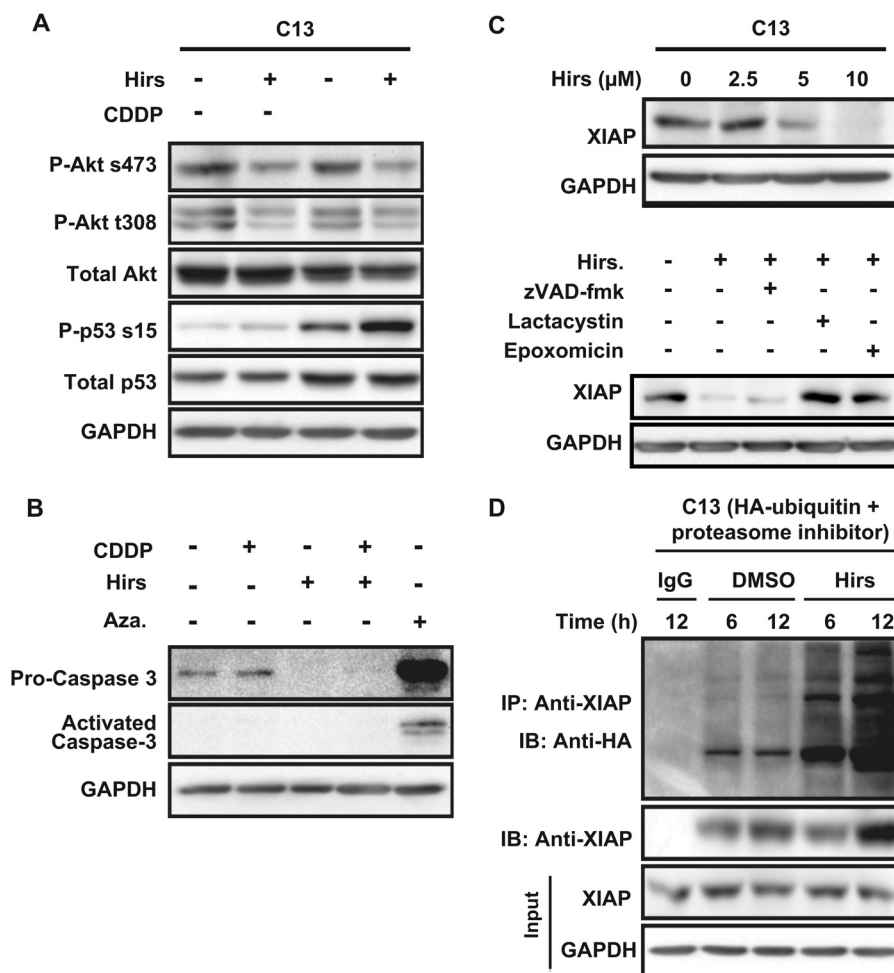 A
C13
Hirs - + - +
CDDP - -
P-Akt s473
P-Akt t308
Total Akt
P-p53 s15
Total p53
GAPDH
B
CDDP - + - + -
Hirs - - + + -
Aza. - - - - +
Pro-Caspase 3
Activated
Caspase-3
GAPDH
C
C13
Hirs (µM) 0 2.5 5 10
XIAP
GAPDH
Hirs. - + + + +
zVAD-fmk - - + - -
Lactacystin - - - + -
Epoxomicin - - - - +
XIAP
GAPDH
D
C13 (HA-ubiquitin +
proteasome inhibitor)
IgG DMSO Hirs
Time (h) 12 6 12 6 12
IP: Anti-XIAP
IB: Anti-HA
IB: Anti-XIAP
Input
XIAP
GAPDH